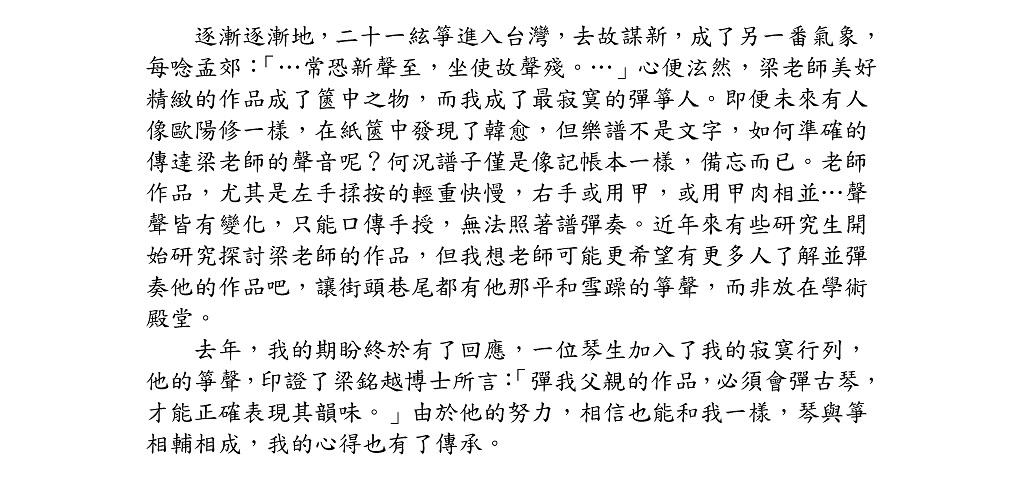 逐漸逐漸地，二十一絃箏進入台灣，去故謀新，成了另一番氣象，
每唸孟郊：「…常恐新聲至，坐使故聲殘。…」心便泫然，梁老師美好
精緻的作品成了篋中之物，而我成了最寂寞的彈箏人。即便未來有人
像歐陽修一樣，在紙篋中發現了韓愈，但樂譜不是文字，如何準確的
傳達梁老師的聲音呢？何況譜子僅是像記帳本一樣，備忘而已。老師
作品，尤其是左手揉按的輕重快慢，右手或用甲，或用甲肉相並…聲
聲皆有變化，只能口傳手授，無法照著譜彈奏。近年來有些研究生開
始研究探討梁老師的作品，但我想老師可能更希望有更多人了解並彈
奏他的作品吧，讓街頭巷尾都有他那平和雪躁的箏聲，而非放在學術
殿堂。
去年，我的期盼終於有了回應，一位琴生加入了我的寂寞行列，
他的箏聲，印證了梁銘越博士所言：「彈我父親的作品，必須會彈古琴，
才能正確表現其韻味。」由於他的努力，相信也能和我一樣，琴與箏
相輔相成，我的心得也有了傳承。